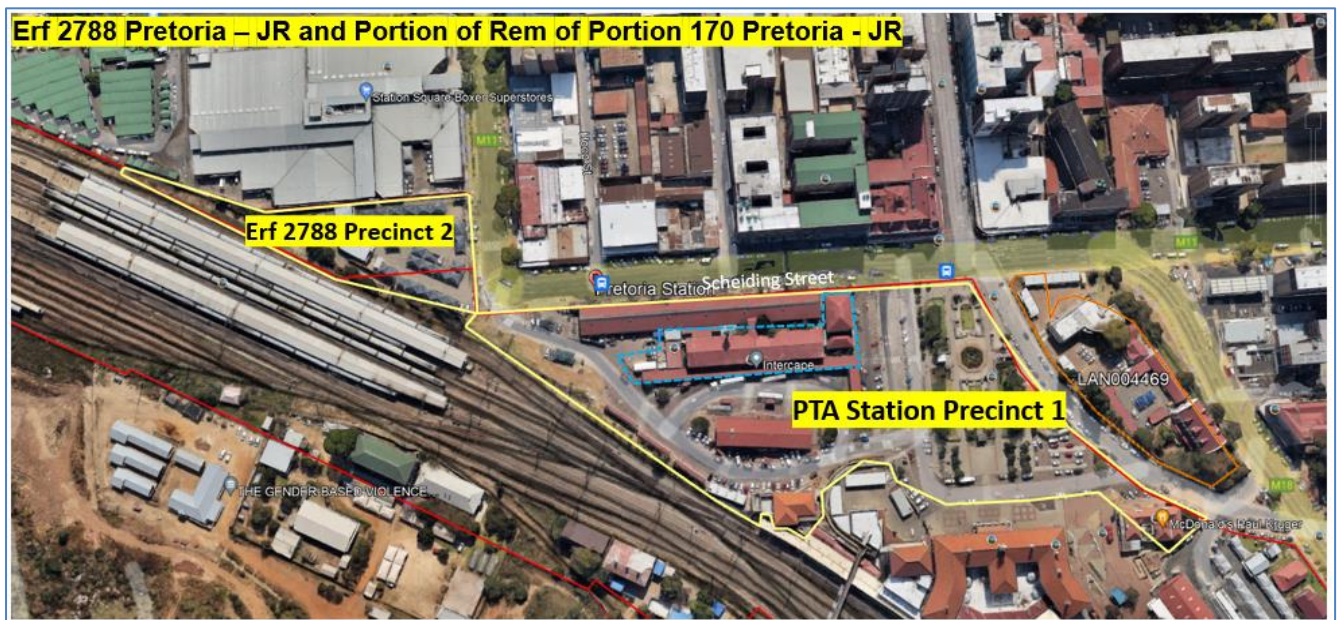 Erf 2788 Pretoria – JR and Portion of Rem of Portion 170 Pretoria - JR
Station Square Boxer Superstores
M11
M11
Erf 2788 Precinct 2
Scheiding Street
Pretoria Station
Intercape
LAN004469
PTA Station Precinct 1
M18
THE GENDER BASED VIOLENCE...
McDonald's Paul Kruger